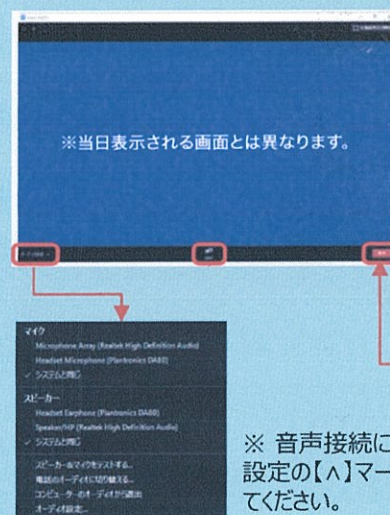 ※当日表示される画面とは異なります。
マイク
Microphone Array (Realtek High Definition Audio)
Headset Microphone (Plantronics DA80)
✓ システムと同じ
スピーカー
Headset Earphone (Plantronics DA80)
Speaker/HP (Realtek High Definition Audio)
✓ システムと同じ
スピーカー&マイクをテストする...
電話のオーディオに切り替える...
コンピューターのオーディオから退出
オーディオ設定...
※ 音声接続に
設定の【∧】マー
てください。